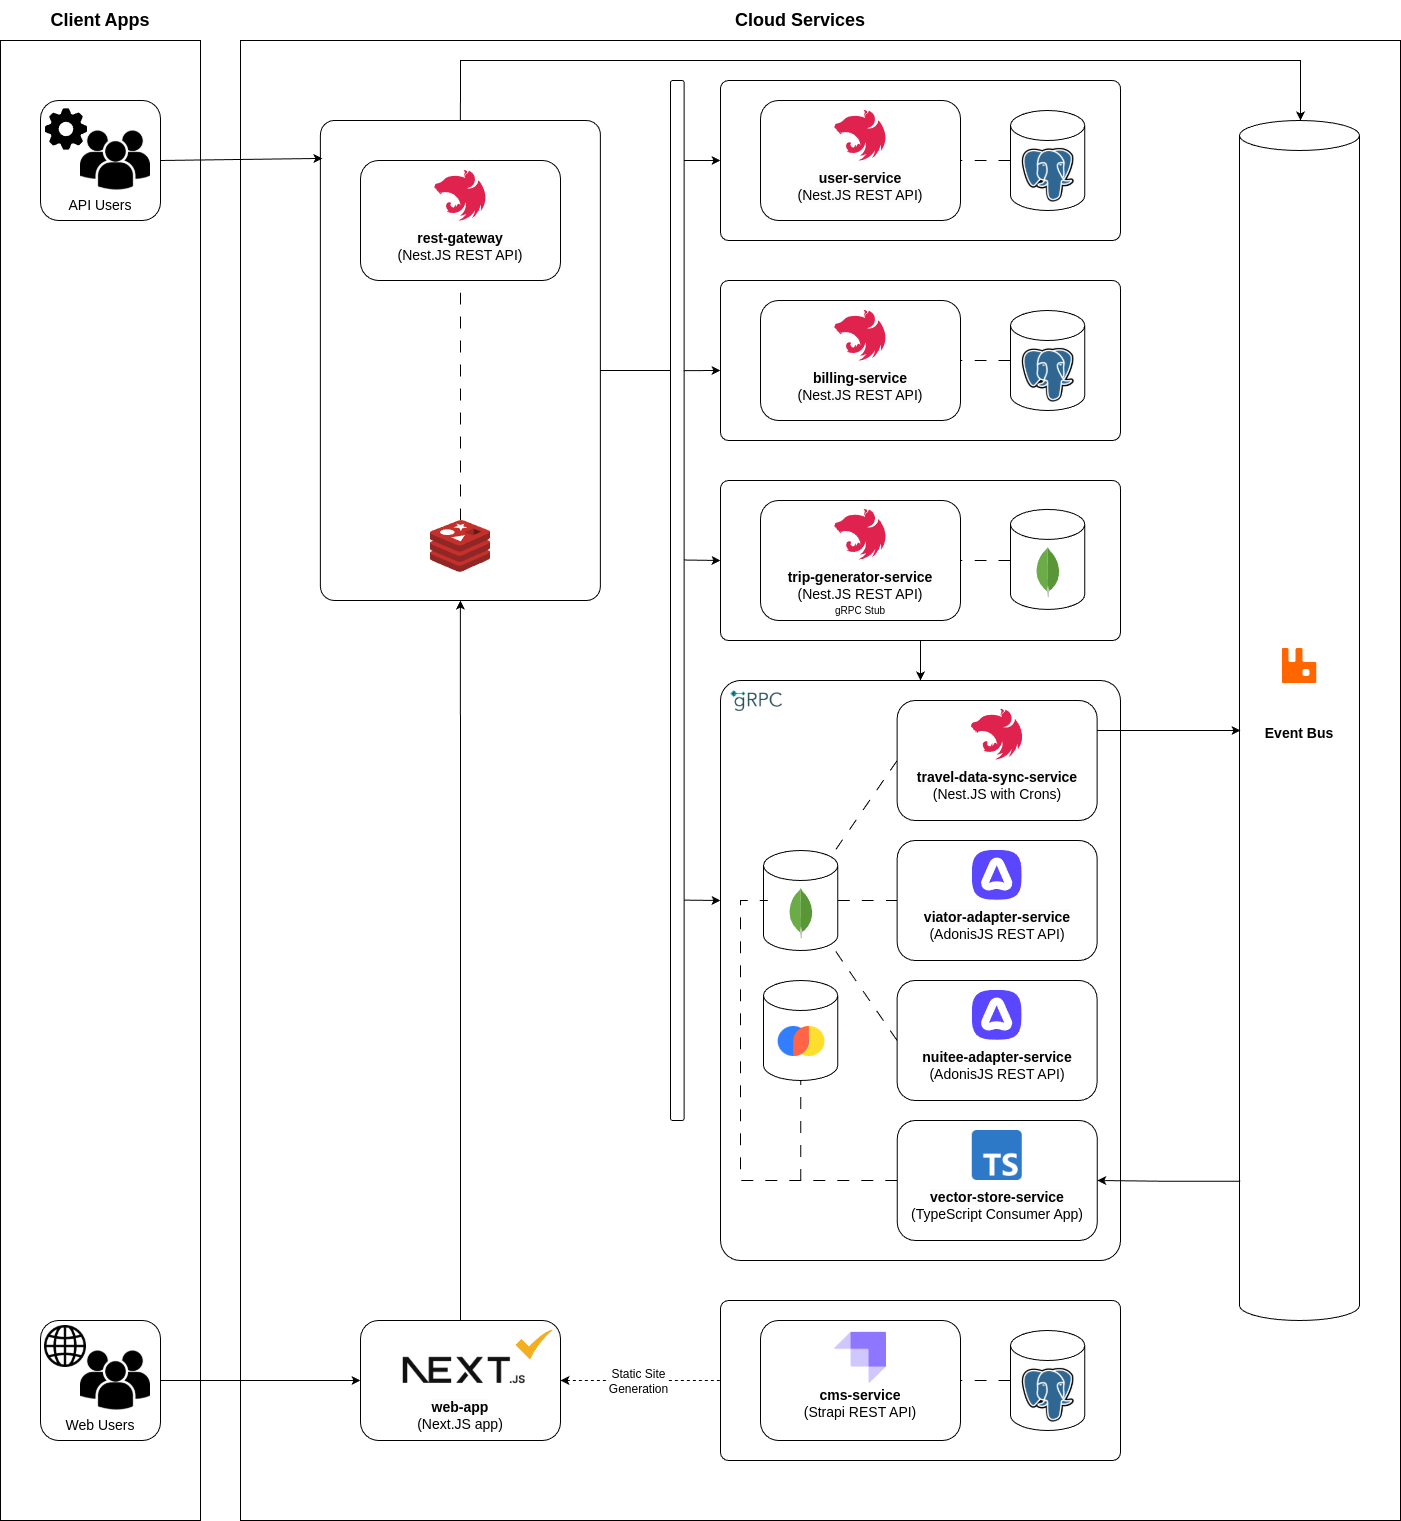 Client Apps
Cloud Services
API Users
rest-gateway
(Nest.JS REST API)
user-service
(Nest.JS REST API)
billing-service
(Nest.JS REST API)
trip-generator-service
(Nest.JS REST API)
gRPC Stub
gRPC
travel-data-sync-service
(Nest.JS with Crons)
Event Bus
viator-adapter-service
(AdonisJS REST API)
nuitee-adapter-service
(AdonisJS REST API)
TS
vector-store-service
(TypeScript Consumer App)
Web Users
NEXT.JS
web-app
(Next.JS app)
Static Site
Generation
cms-service
(Strapi REST API)